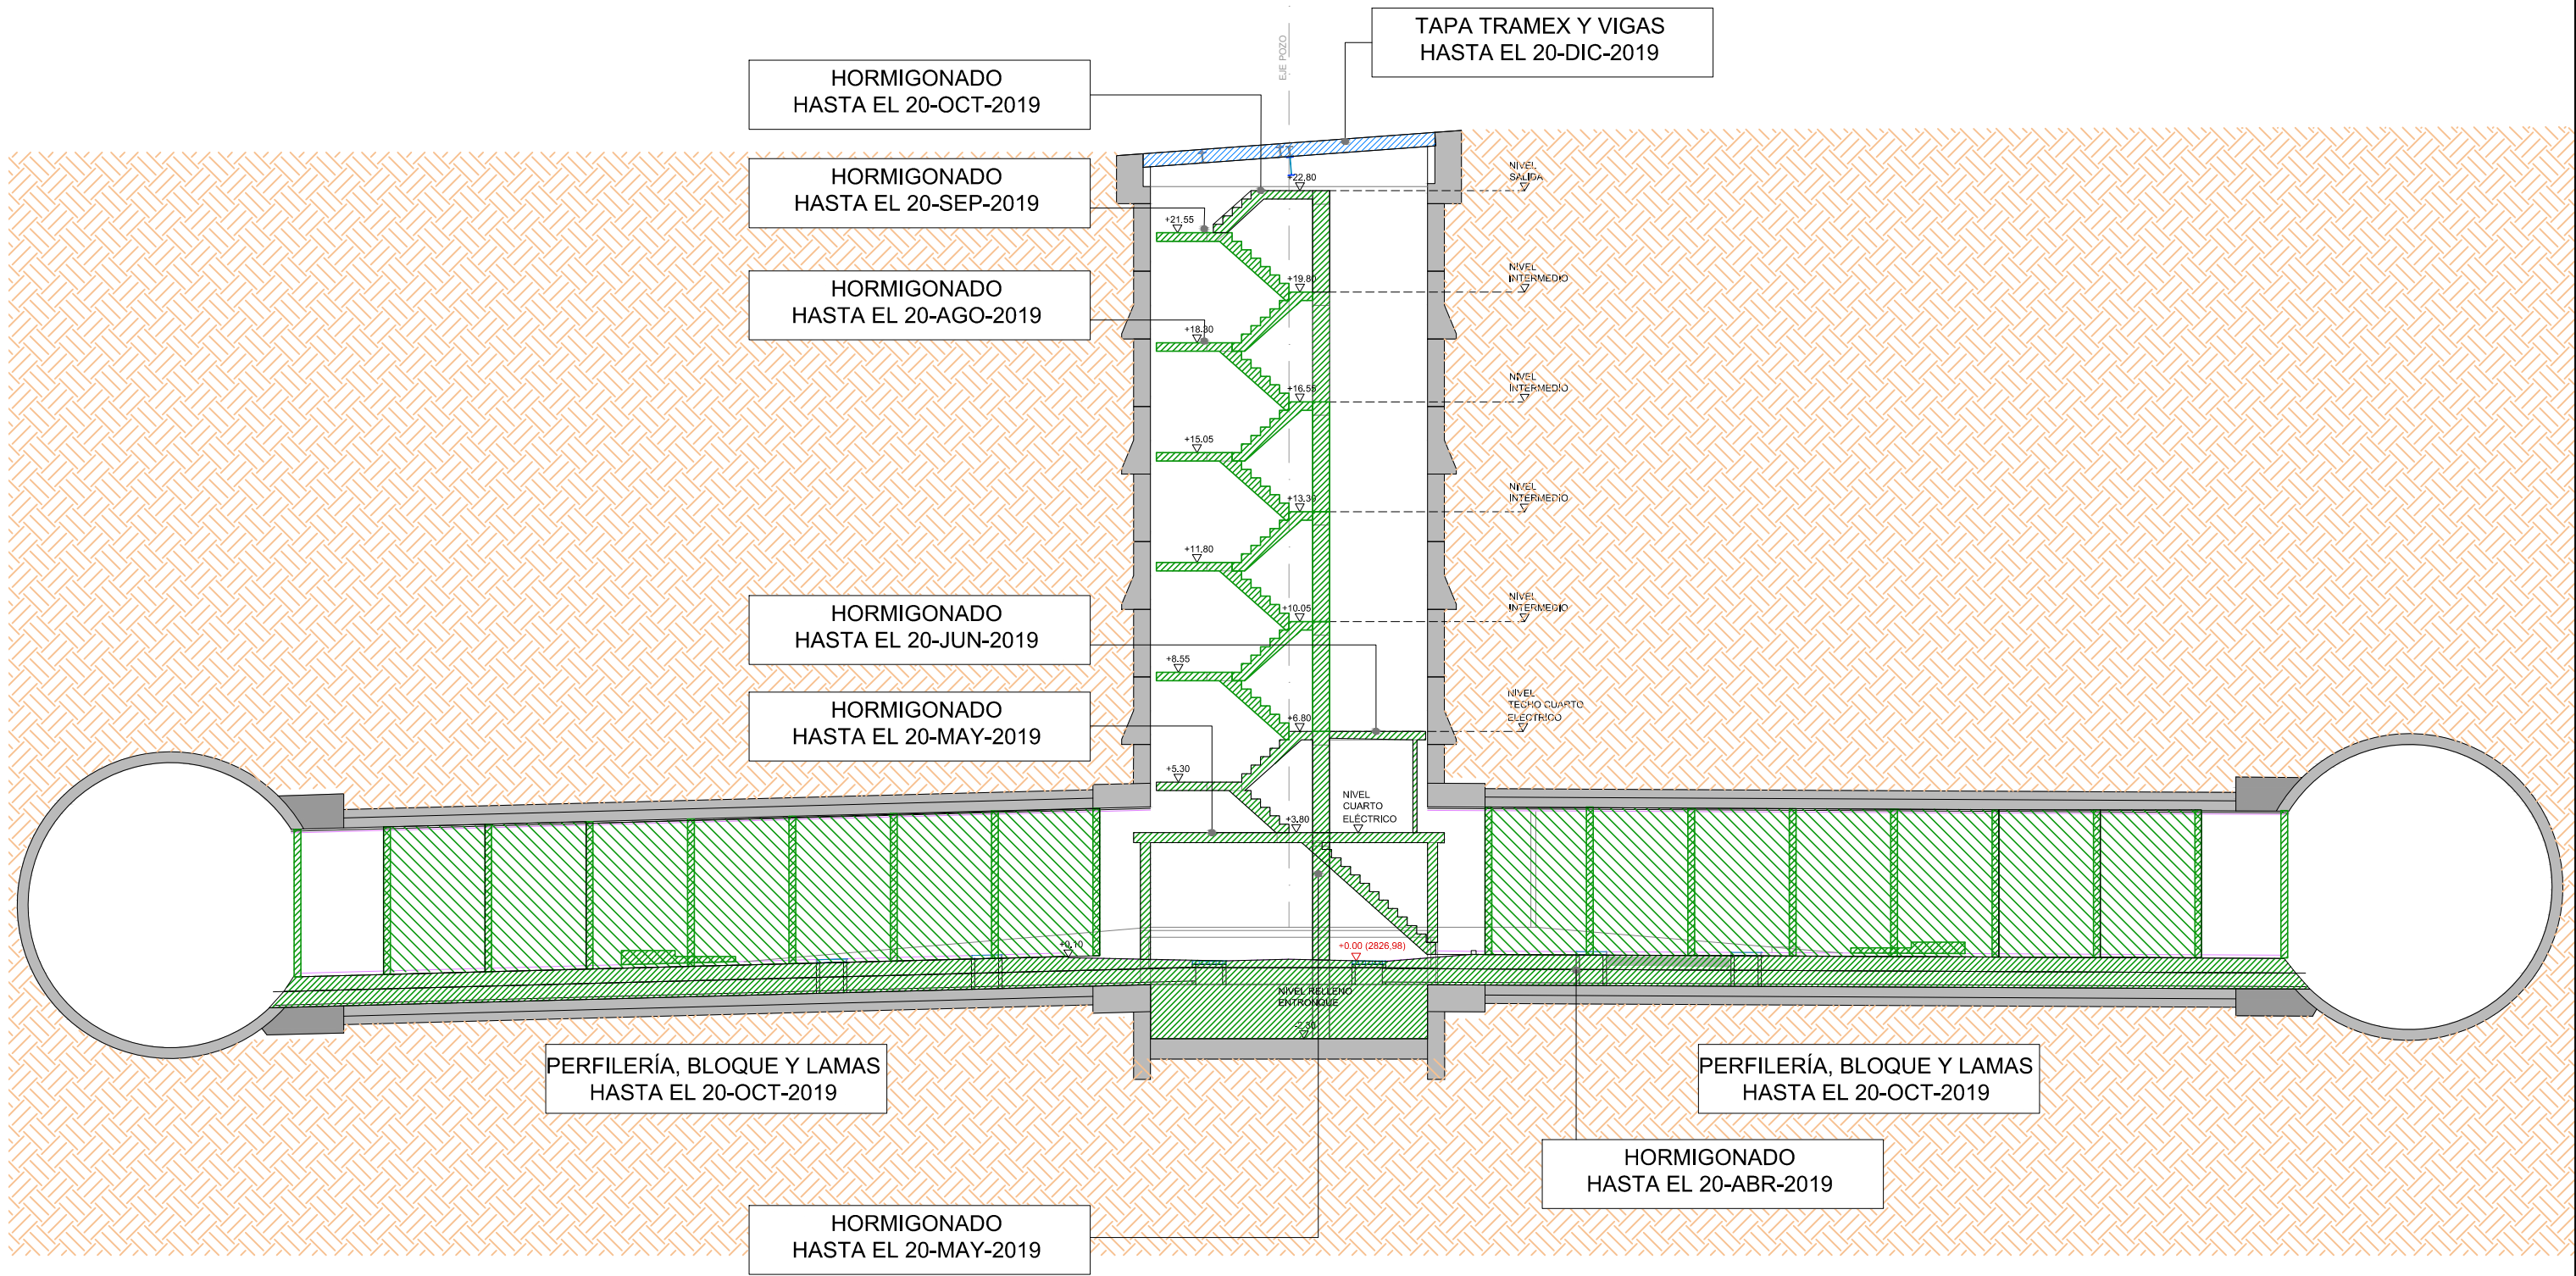 TAPA TRAMEX Y VIGAS
HASTA EL 20-DIC-2019
EJE POZO
HORMIGONADO
HASTA EL 20-OCT-2019
HORMIGONADO
HASTA EL 20-SEP-2019
HORMIGONADO
HASTA EL 20-AGO-2019
HORMIGONADO
HASTA EL 20-JUN-2019
HORMIGONADO
HASTA EL 20-MAY-2019
+22.80
NIVEL
SALIDA
+21.55
+19.80
NIVEL
INTERMEDIO
+18.30
+16.55
NIVEL
INTERMEDIO
+15.05
+13.30
NIVEL
INTERMEDIO
+11.80
+10.05
NIVEL
INTERMEDIO
+8.55
+6.80
NIVEL
TECHO CUARTO
ELÉCTRICO
+5.30
+3.80
NIVEL
CUARTO
ELÉCTRICO
+0.10
+0.00 (2826,98)
NIVEL RELLENO
ENTRONQUE
-2.30
PERFILERÍA, BLOQUE Y LAMAS
HASTA EL 20-OCT-2019
PERFILERÍA, BLOQUE Y LAMAS
HASTA EL 20-OCT-2019
HORMIGONADO
HASTA EL 20-ABR-2019
HORMIGONADO
HASTA EL 20-MAY-2019